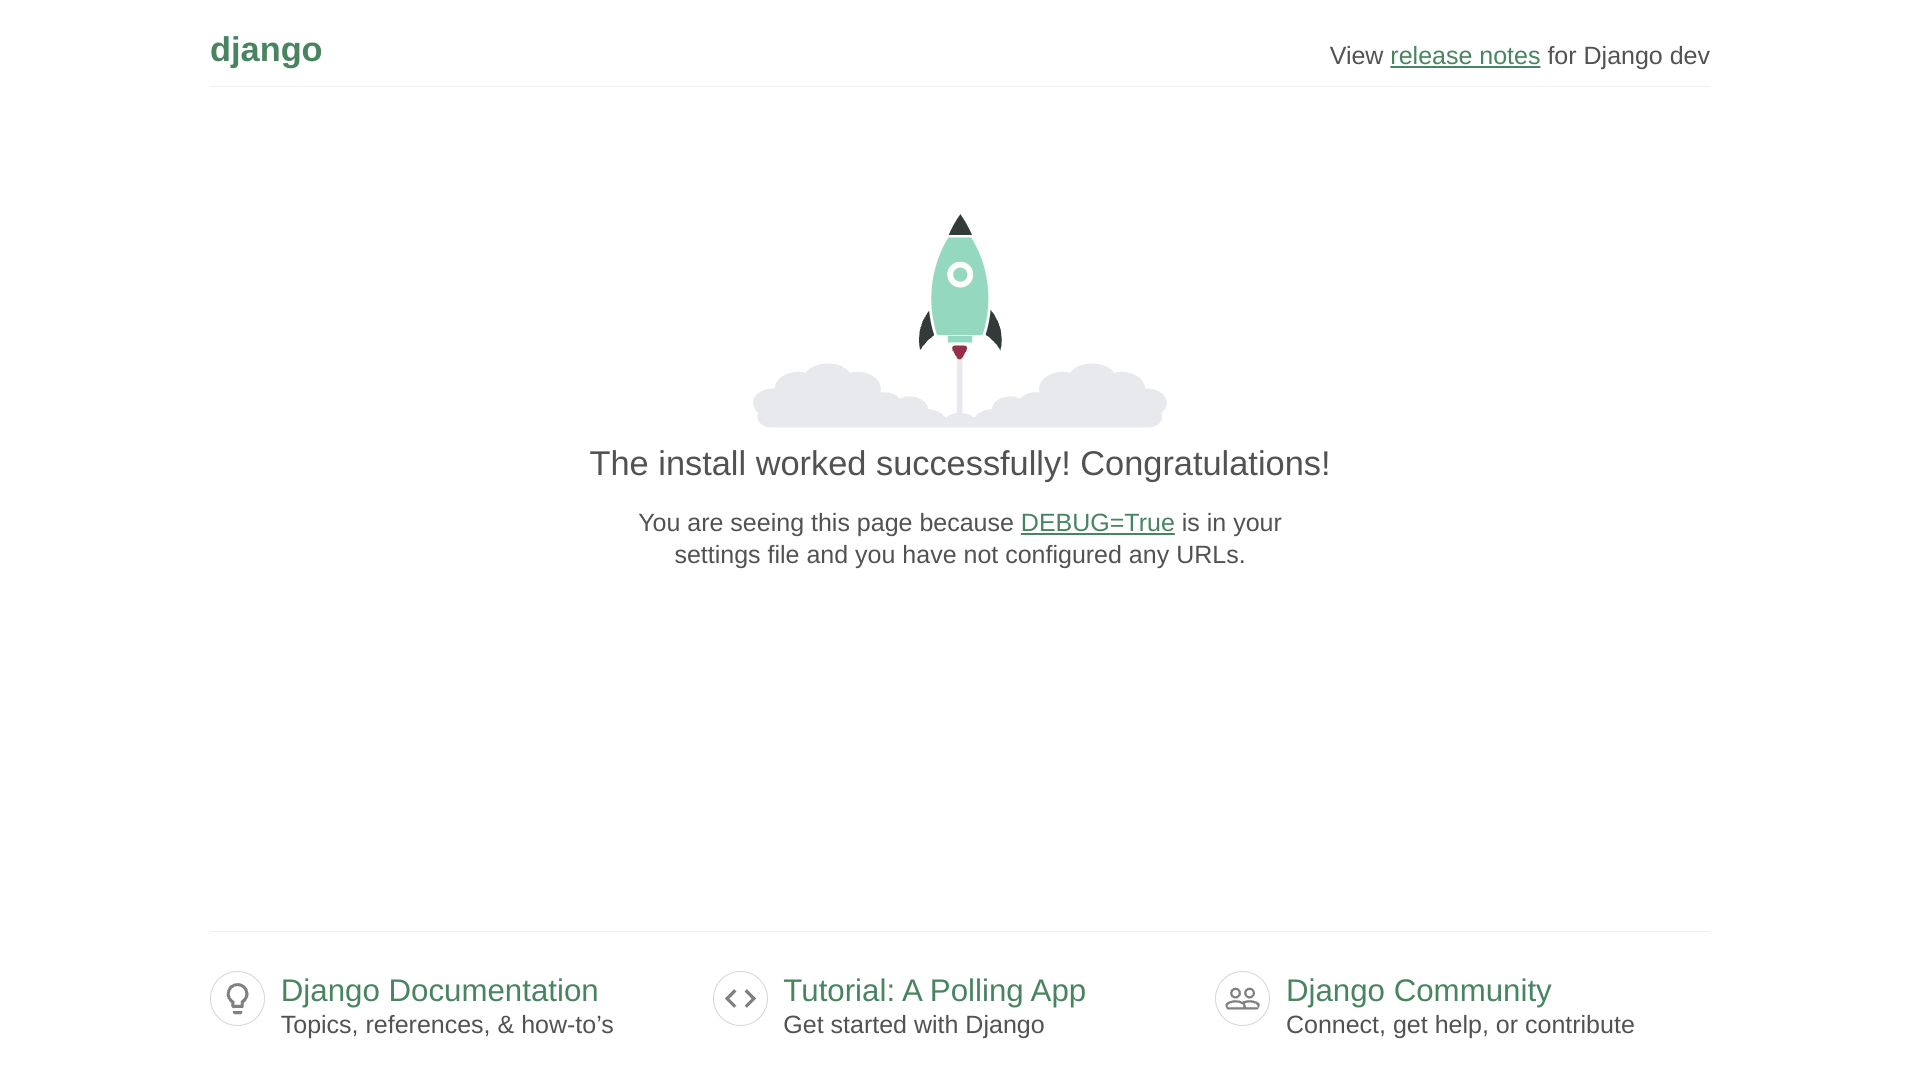 django
View release notes for Django dev
The install worked successfully! Congratulations!
You are seeing this page because DEBUG=True is in your
settings file and you have not configured any URLs.
Django Documentation
Topics, references, & how-to’s
Tutorial: A Polling App
Get started with Django
Django Community
Connect, get help, or contribute